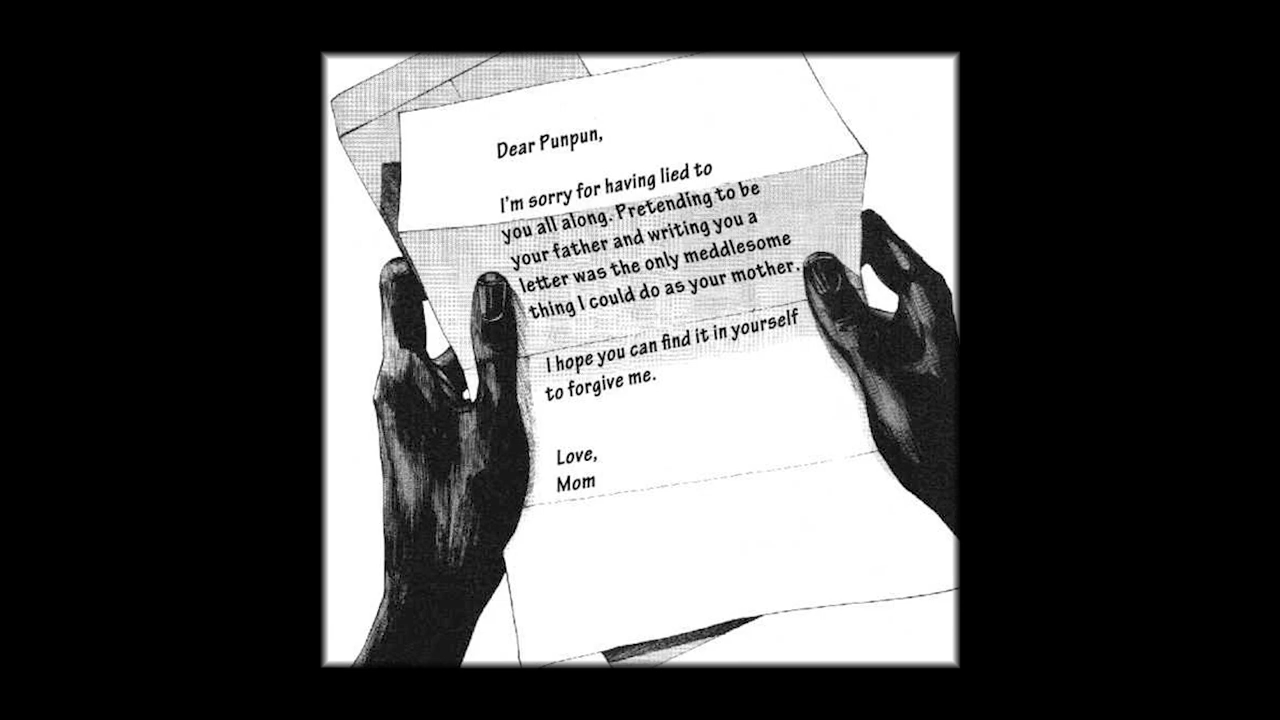 Dear Punpun,
I'm sorry for having lied to
you all along. Pretending to be
your father and writing you a
letter was the only meddlesome
thing I could do as your mother.
I hope you can find it in yourself
to forgive me.
Love,
Mom